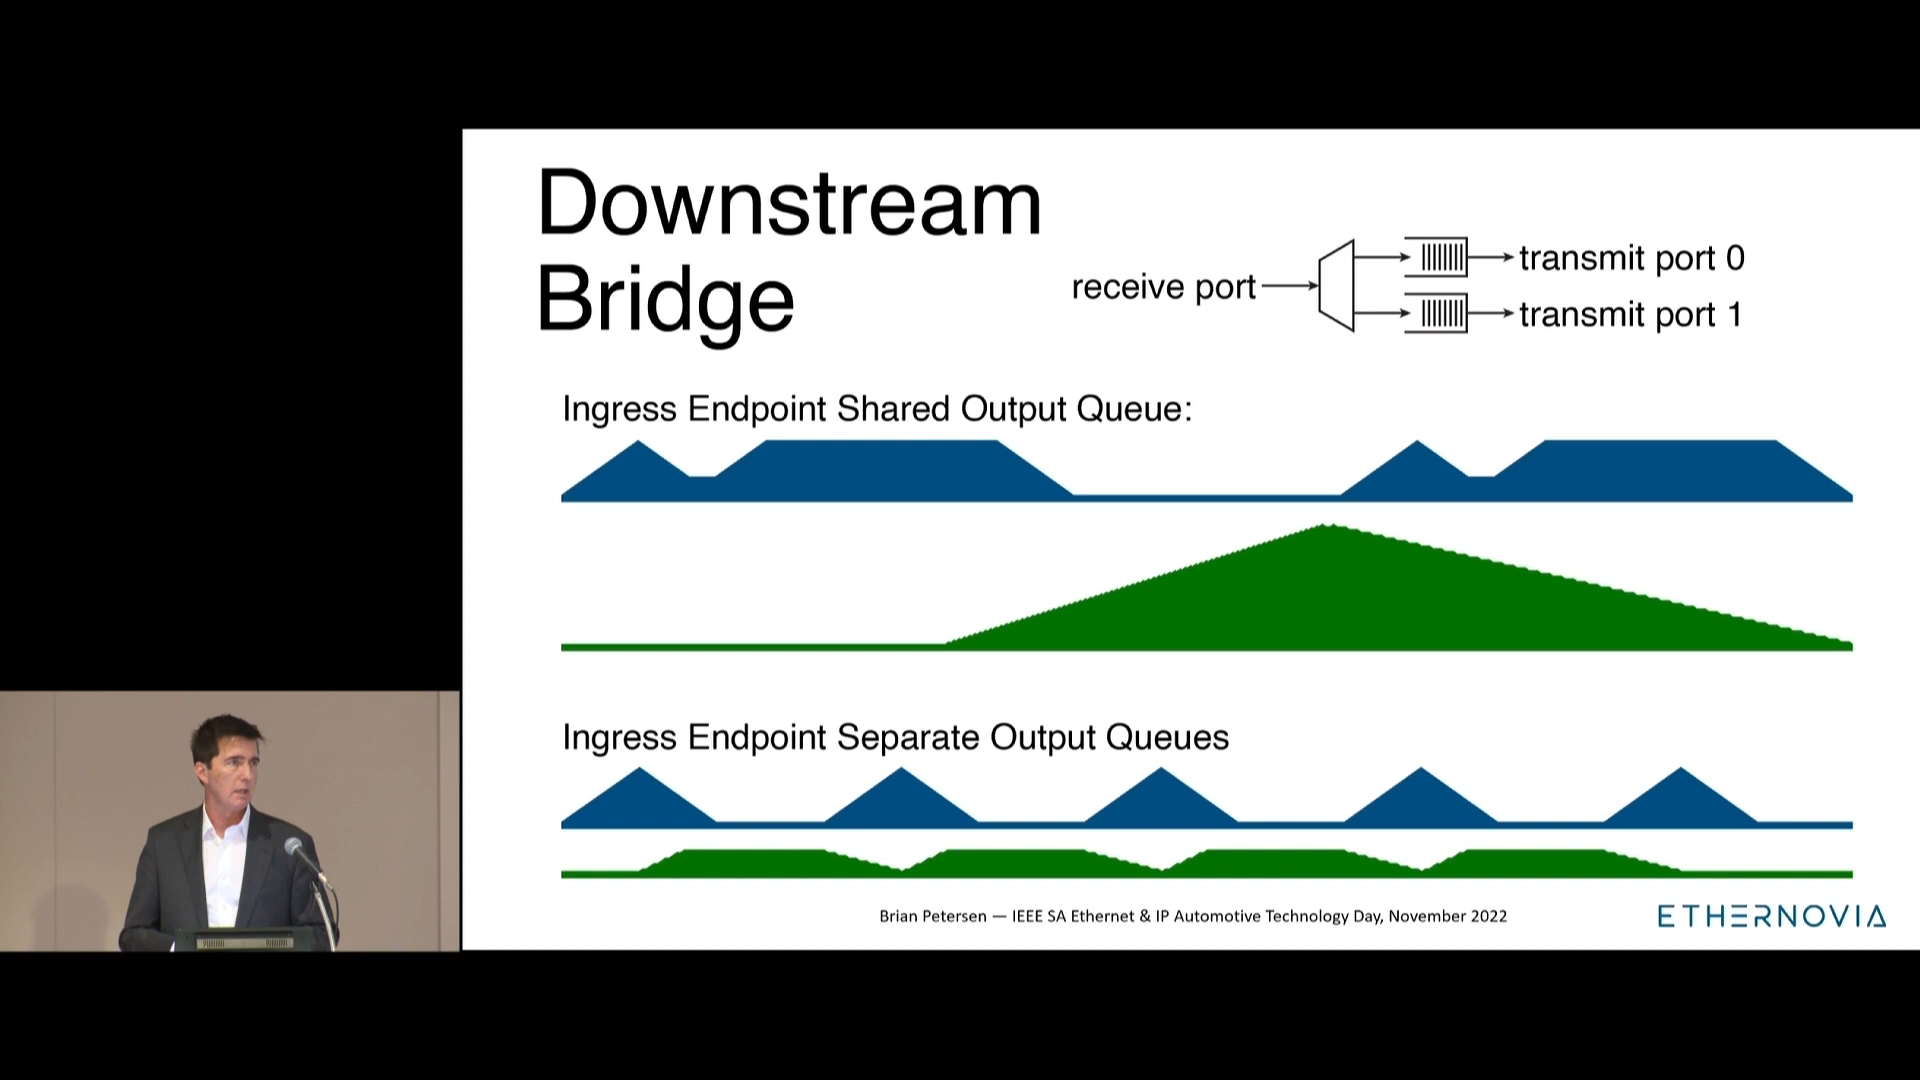 Downstream
Bridge
receive port
transmit port 0
transmit port 1
Ingress Endpoint Shared Output Queue:
Ingress Endpoint Separate Output Queues
Brian Petersen — IEEE SA Ethernet & IP Automotive Technology Day, November 2022
ETHERNOVIA